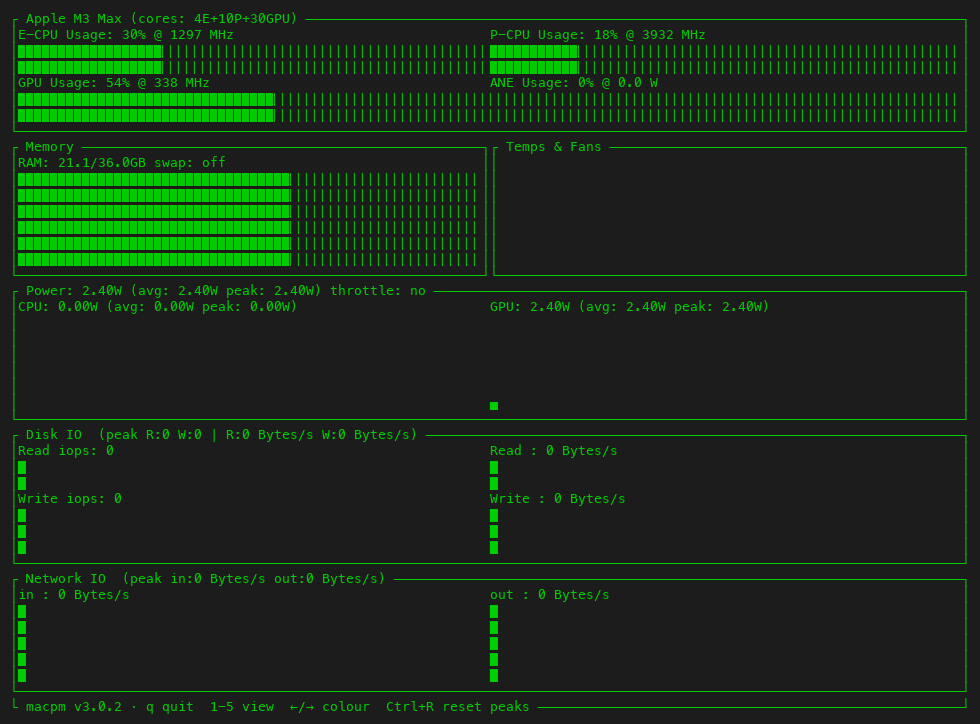 Apple M3 Max (cores: 4E+10P+30GPU)
E-CPU Usage: 30% @ 1297 MHz P-CPU Usage: 18% @ 3932 MHz
GPU Usage: 54% @ 338 MHz ANE Usage: 0% @ 0.0 W
Memory Temps & Fans
RAM: 21.1/36.0GB swap: off
Power: 2.40W (avg: 2.40W peak: 2.40W) throttle: no
CPU: 0.00W (avg: 0.00W peak: 0.00W) GPU: 2.40W (avg: 2.40W peak: 2.40W)
Disk IO (peak R:0 W:0 | R:0 Bytes/s W:0 Bytes/s)
Read iops: 0 Read : 0 Bytes/s
Write iops: 0 Write : 0 Bytes/s
Network IO (peak in:0 Bytes/s out:0 Bytes/s)
in : 0 Bytes/s out : 0 Bytes/s
macpm v3.0.2 · q quit 1-5 view ←/→ colour Ctrl+R reset peaks